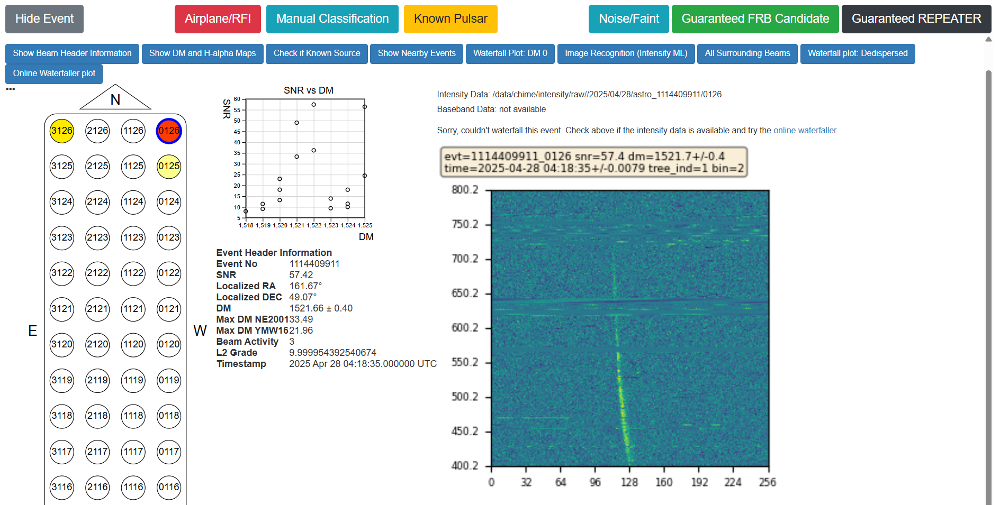 Hide Event
Airplane/RFI
Manual Classification
Known Pulsar
Noise/Faint
Guaranteed FRB Candidate
Guaranteed REPEATER
Show Beam Header Information
Show DM and H-alpha Maps
Check if Known Source
Show Nearby Events
Waterfall Plot: DM 0
Image Recognition (Intensity ML)
All Surrounding Beams
Waterfall plot: Dedispersed
Online Waterfaller plot
•••
N
3126 2126 1126 0126
3125 2125 1125 0125
3124 2124 1124 0124
3123 2123 1123 0123
3122 2122 1122 0122
3121 2121 1121 0121
E
W
3120 2120 1120 0120
3119 2119 1119 0119
3118 2118 1118 0118
3117 2117 1117 0117
3116 2116 1116 0116
SNR vs DM
SNR
60
55
50
45
40
35
30
25
20
15
10
5
1,518 1,519 1,520 1,521 1,522 1,523 1,524 1,525
DM
Event Header Information
Event No 1114409911
SNR 57.42
Localized RA 161.67°
Localized DEC 49.07°
DM 1521.66 ± 0.40
Max DM NE2001 33.49
Max DM YMW16 21.96
Beam Activity 3
L2 Grade 9.999954392540674
Timestamp 2025 Apr 28 04:18:35.000000 UTC
Intensity Data: /data/chime/intensity/raw//2025/04/28/astro_1114409911/0126
Baseband Data: not available
Sorry, couldn't waterfall this event. Check above if the intensity data is available and try the online waterfaller
evt=1114409911_0126 snr=57.4 dm=1521.7+/-0.4
time=2025-04-28 04:18:35+/-0.0079 tree_ind=1 bin=2
800.2
750.2
700.2
650.2
600.2
550.2
500.2
450.2
400.2
0 32 64 96 128 160 192 224 256